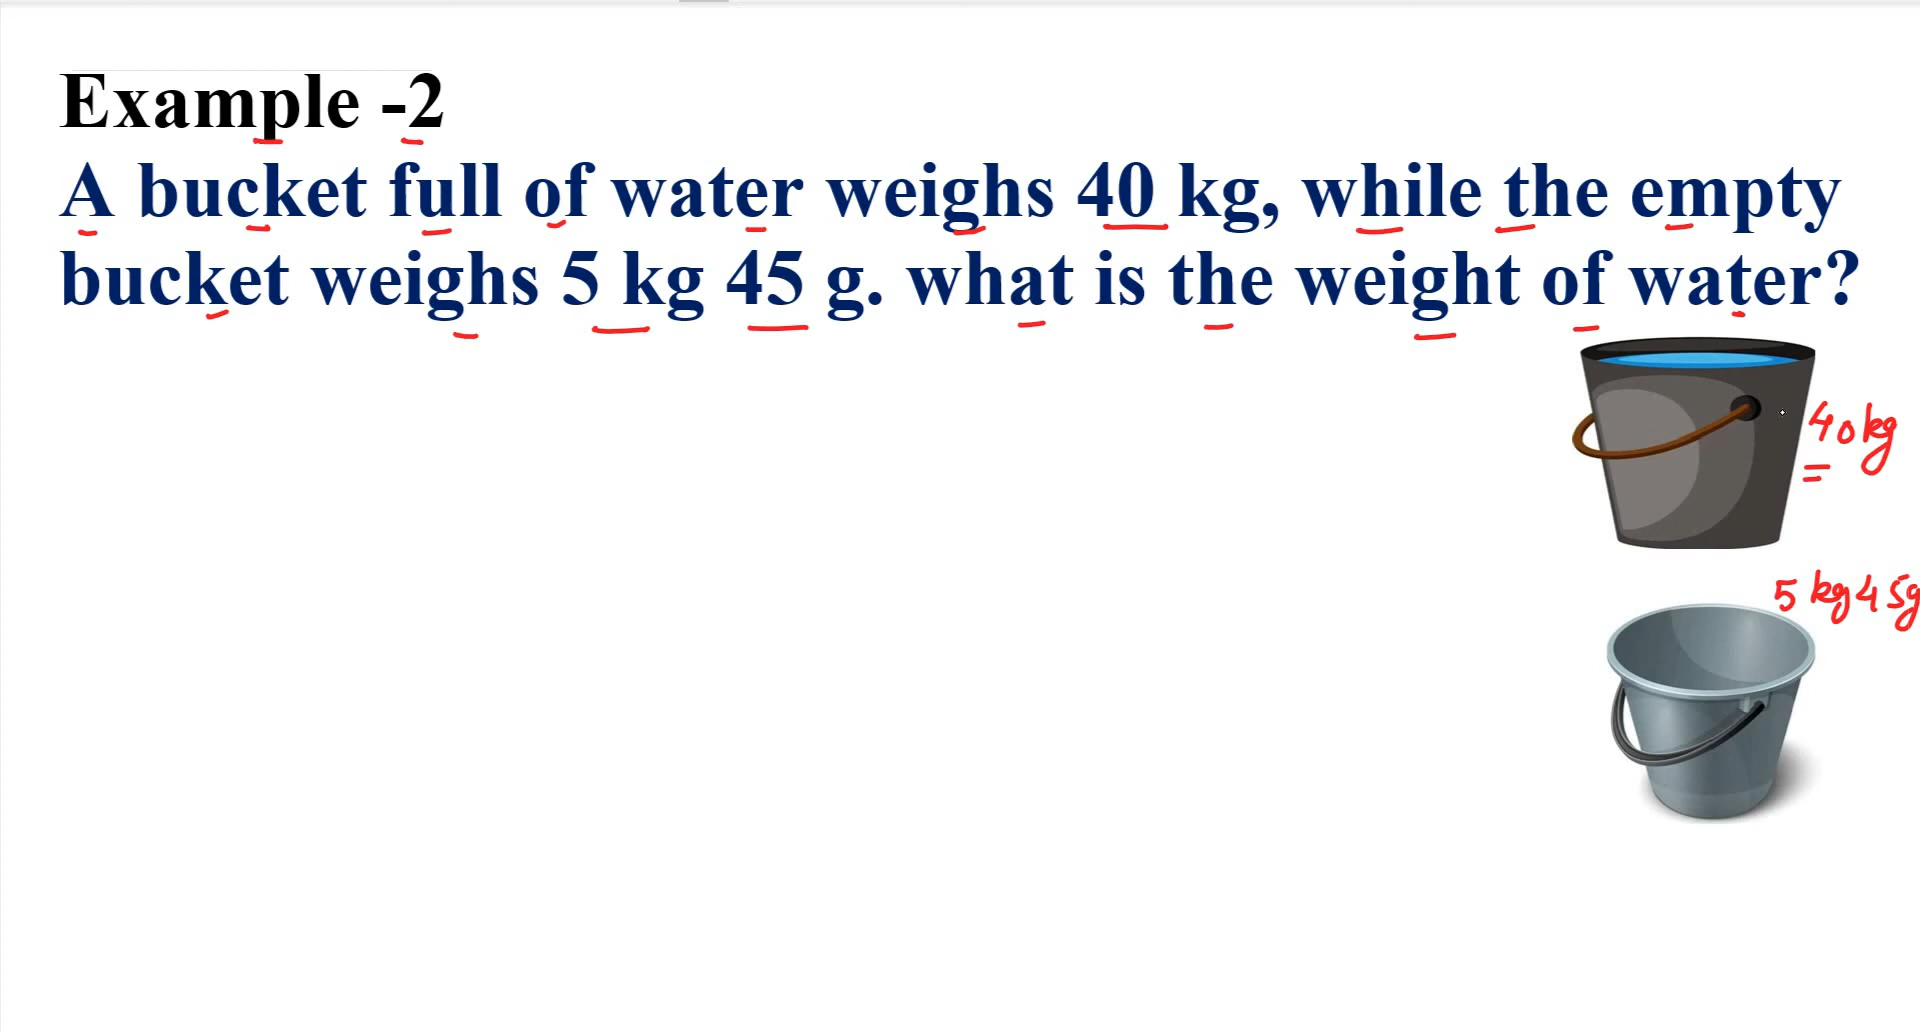 Example -2
A bucket full of water weighs 40 kg, while the empty
bucket weighs 5 kg 45 g. what is the weight of water?
40kg
5 kg 45g